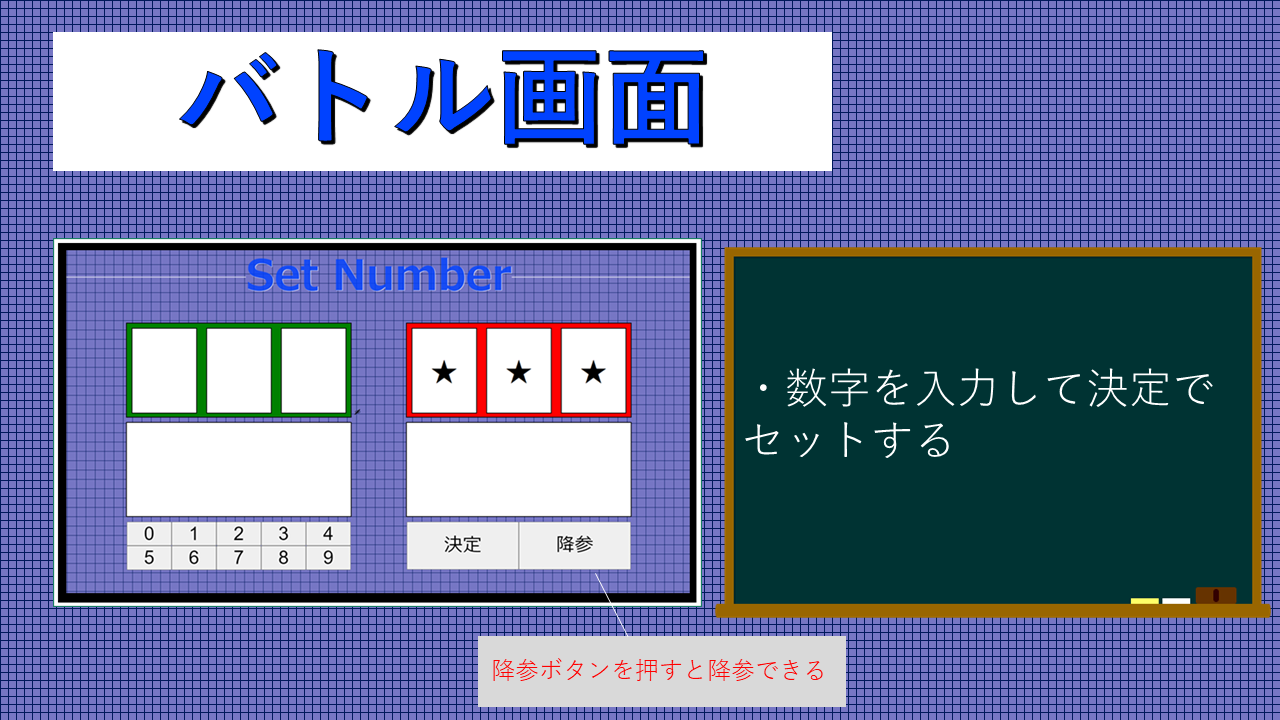 バトル画面
Set Number
★ ★ ★
0 1 2 3 4
5 6 7 8 9
決定 降参
・数字を入力して決定で
セットする
降参ボタンを押すと降参できる